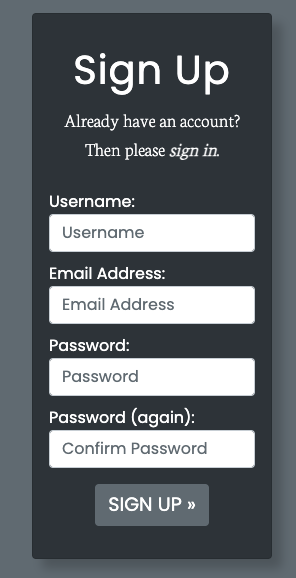 Sign Up
Already have an account?
Then please sign in.
Username:
Username
Email Address:
Email Address
Password:
Password
Password (again):
Confirm Password
SIGN UP »